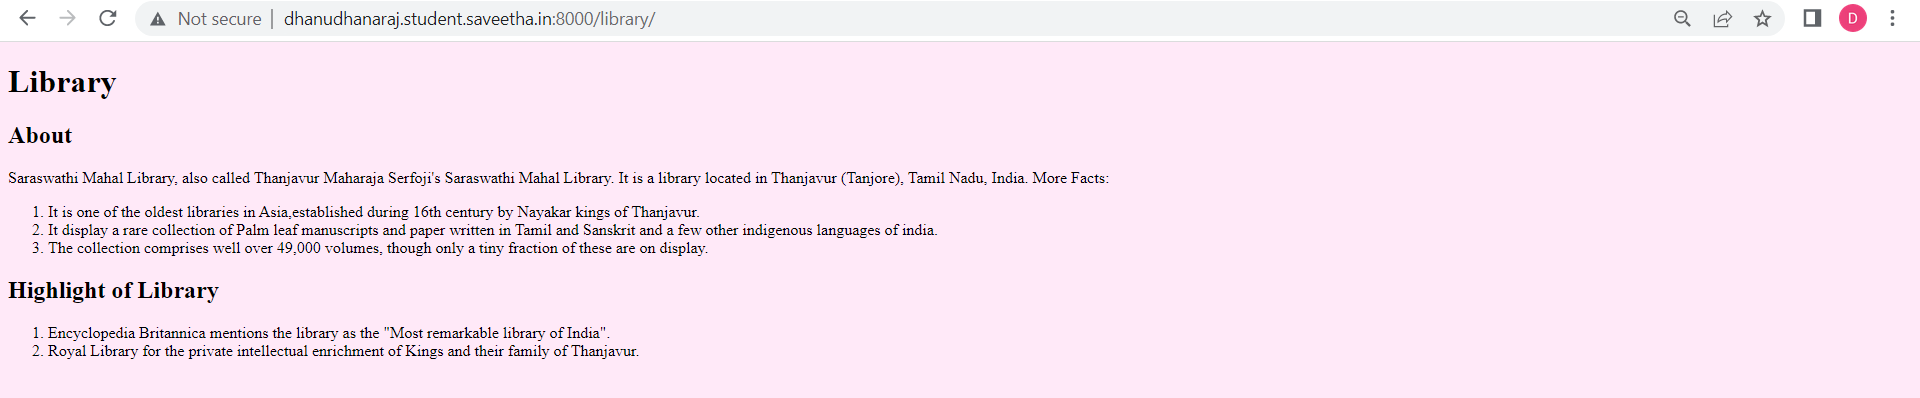 Not secure | dhanudhanaraj.student.saveetha.in:8000/library/
D
Library
About
Saraswathi Mahal Library, also called Thanjavur Maharaja Serfoji's Saraswathi Mahal Library. It is a library located in Thanjavur (Tanjore), Tamil Nadu, India. More Facts:
1. It is one of the oldest libraries in Asia,established during 16th century by Nayakar kings of Thanjavur.
2. It display a rare collection of Palm leaf manuscripts and paper written in Tamil and Sanskrit and a few other indigenous languages of india.
3. The collection comprises well over 49,000 volumes, though only a tiny fraction of these are on display.
Highlight of Library
1. Encyclopedia Britannica mentions the library as the "Most remarkable library of India".
2. Royal Library for the private intellectual enrichment of Kings and their family of Thanjavur.